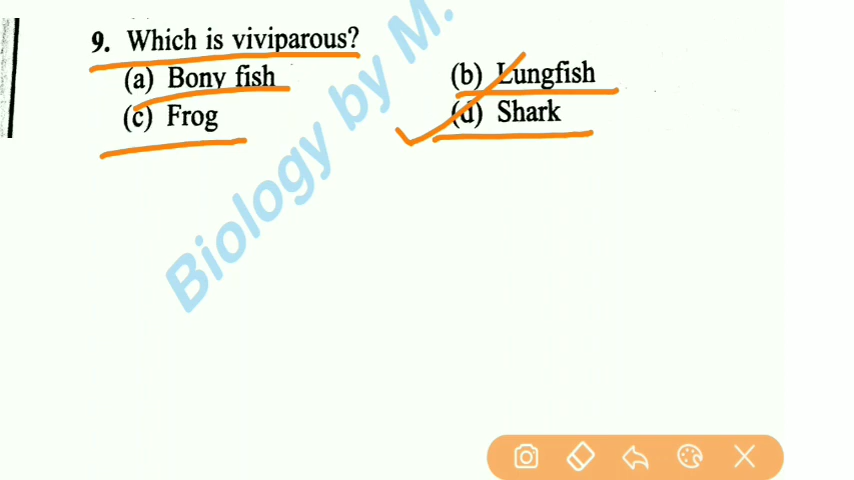 9. Which is viviparous?
(a) Bony fish (b) Lungfish
(c) Frog (d) Shark
Biology by M.